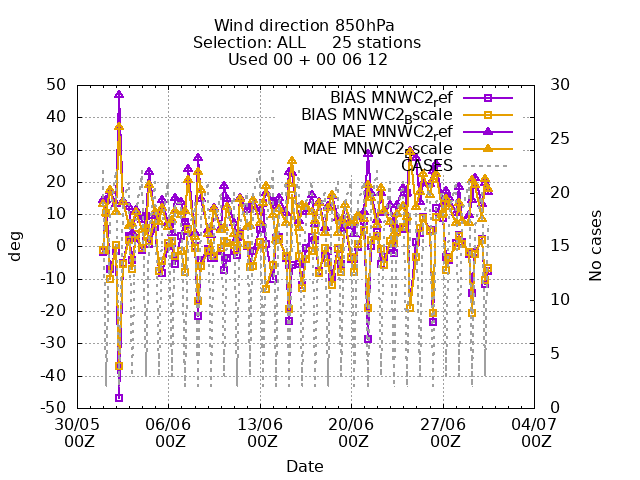 Wind direction 850hPa
Selection: ALL 25 stations
Used 00 + 00 06 12
BIAS MNWC2_ref
BIAS MNWC2_Bscale
MAE MNWC2_ref
MAE MNWC2_Bscale
CASES
deg
50
40
30
20
10
0
-10
-20
-30
-40
-50
No cases
30
25
20
15
10
5
0
30/05 06/06 13/06 20/06 27/06 04/07
00Z 00Z 00Z 00Z 00Z 00Z
Date